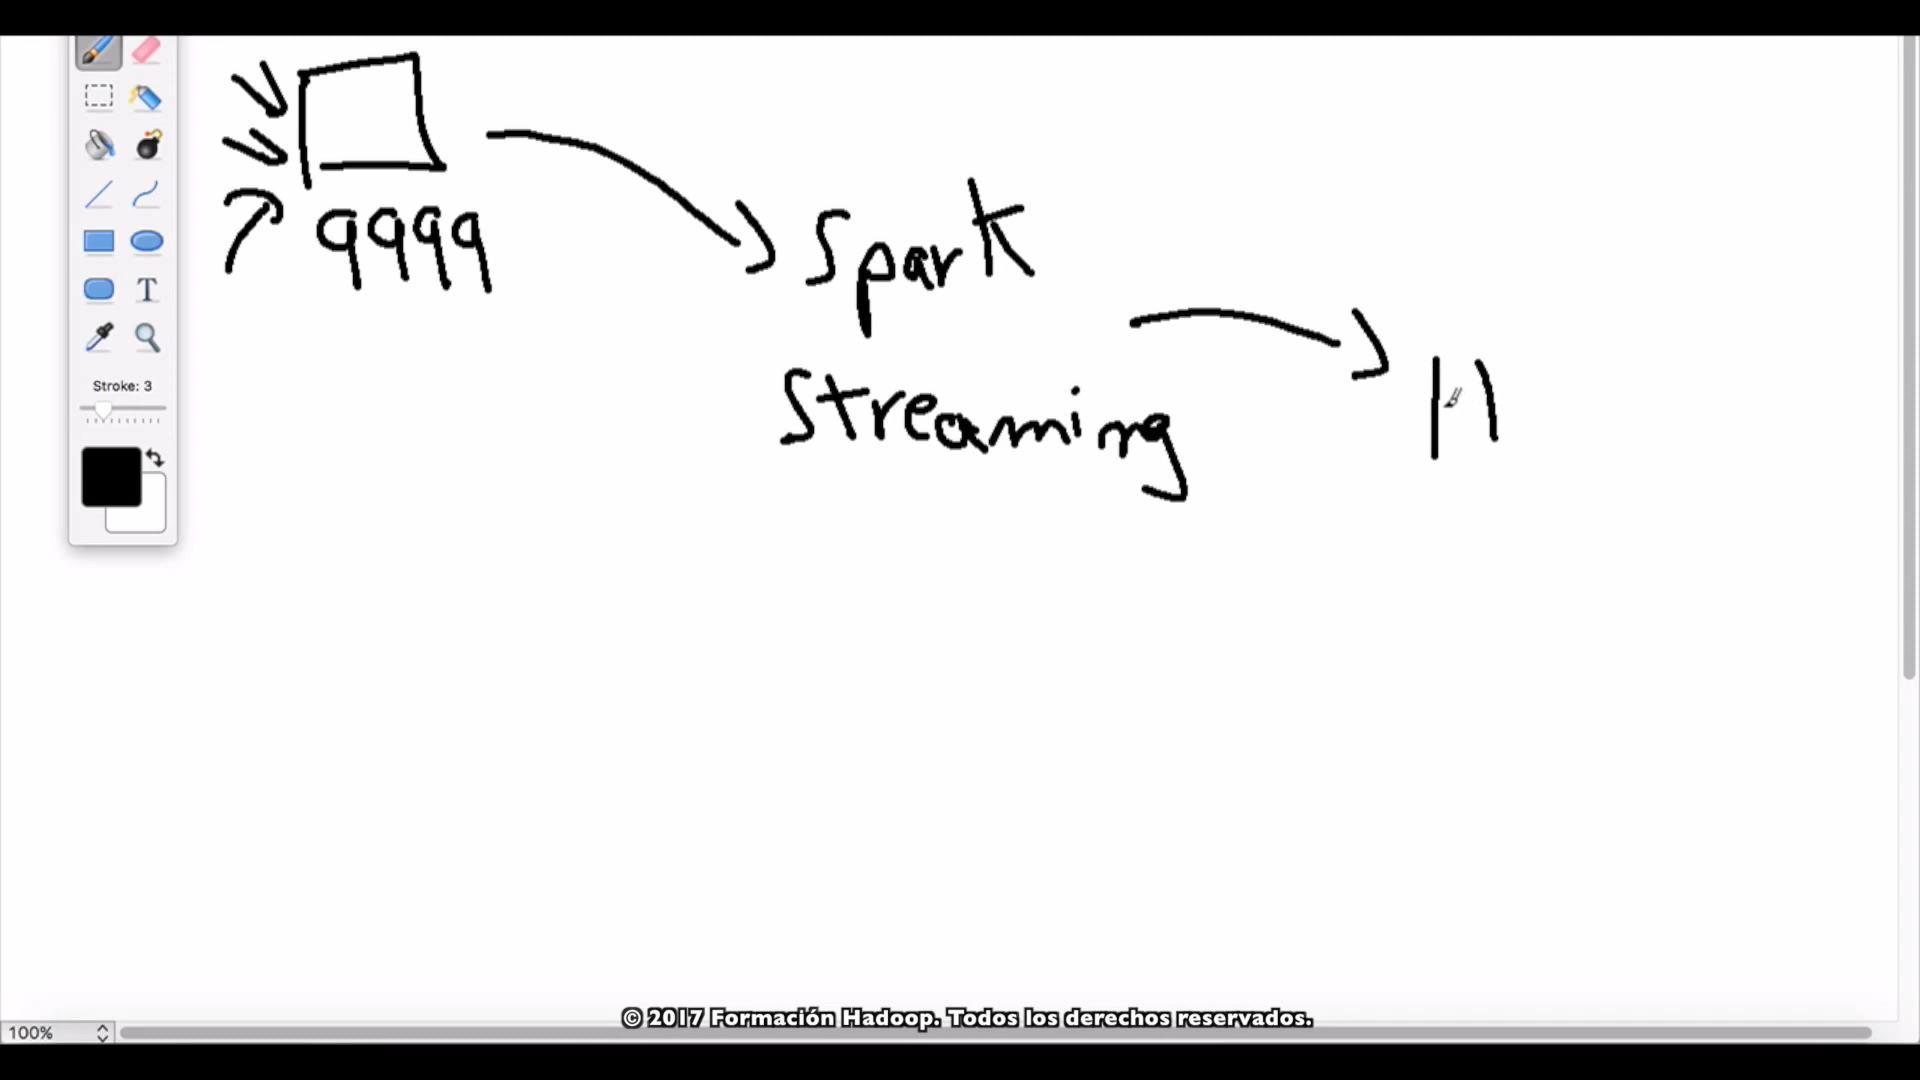 9999
Spark
Streaming
T
Stroke: 3
100%
© 2017 Formación Hadoop. Todos los derechos reservados.